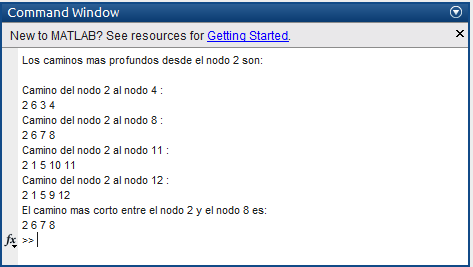 Command Window
New to MATLAB? See resources for Getting Started.
Los caminos mas profundos desde el nodo 2 son:
Camino del nodo 2 al nodo 4 :
2 6 3 4
Camino del nodo 2 al nodo 8 :
2 6 7 8
Camino del nodo 2 al nodo 11 :
2 1 5 10 11
Camino del nodo 2 al nodo 12 :
2 1 5 9 12
El camino mas corto entre el nodo 2 y el nodo 8 es:
2 6 7 8
fx >>